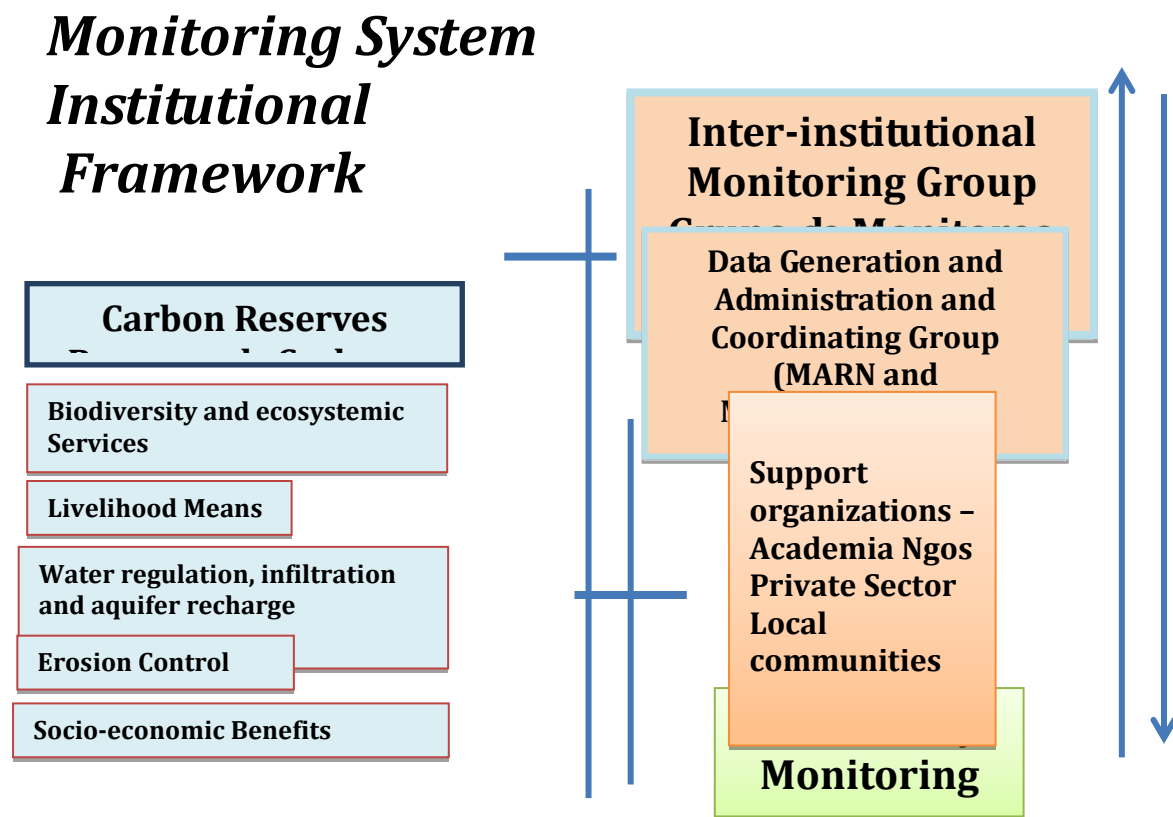 Monitoring System
Institutional
Framework
Inter-institutional
Monitoring Group
Data Generation and
Administration and
Coordinating Group
(MARN and
Carbon Reserves
Biodiversity and ecosystemic
Services
Livelihood Means
Water regulation, infiltration
and aquifer recharge
Erosion Control
Socio-economic Benefits
Support
organizations –
Academia Ngos
Private Sector
Local
communities
Monitoring